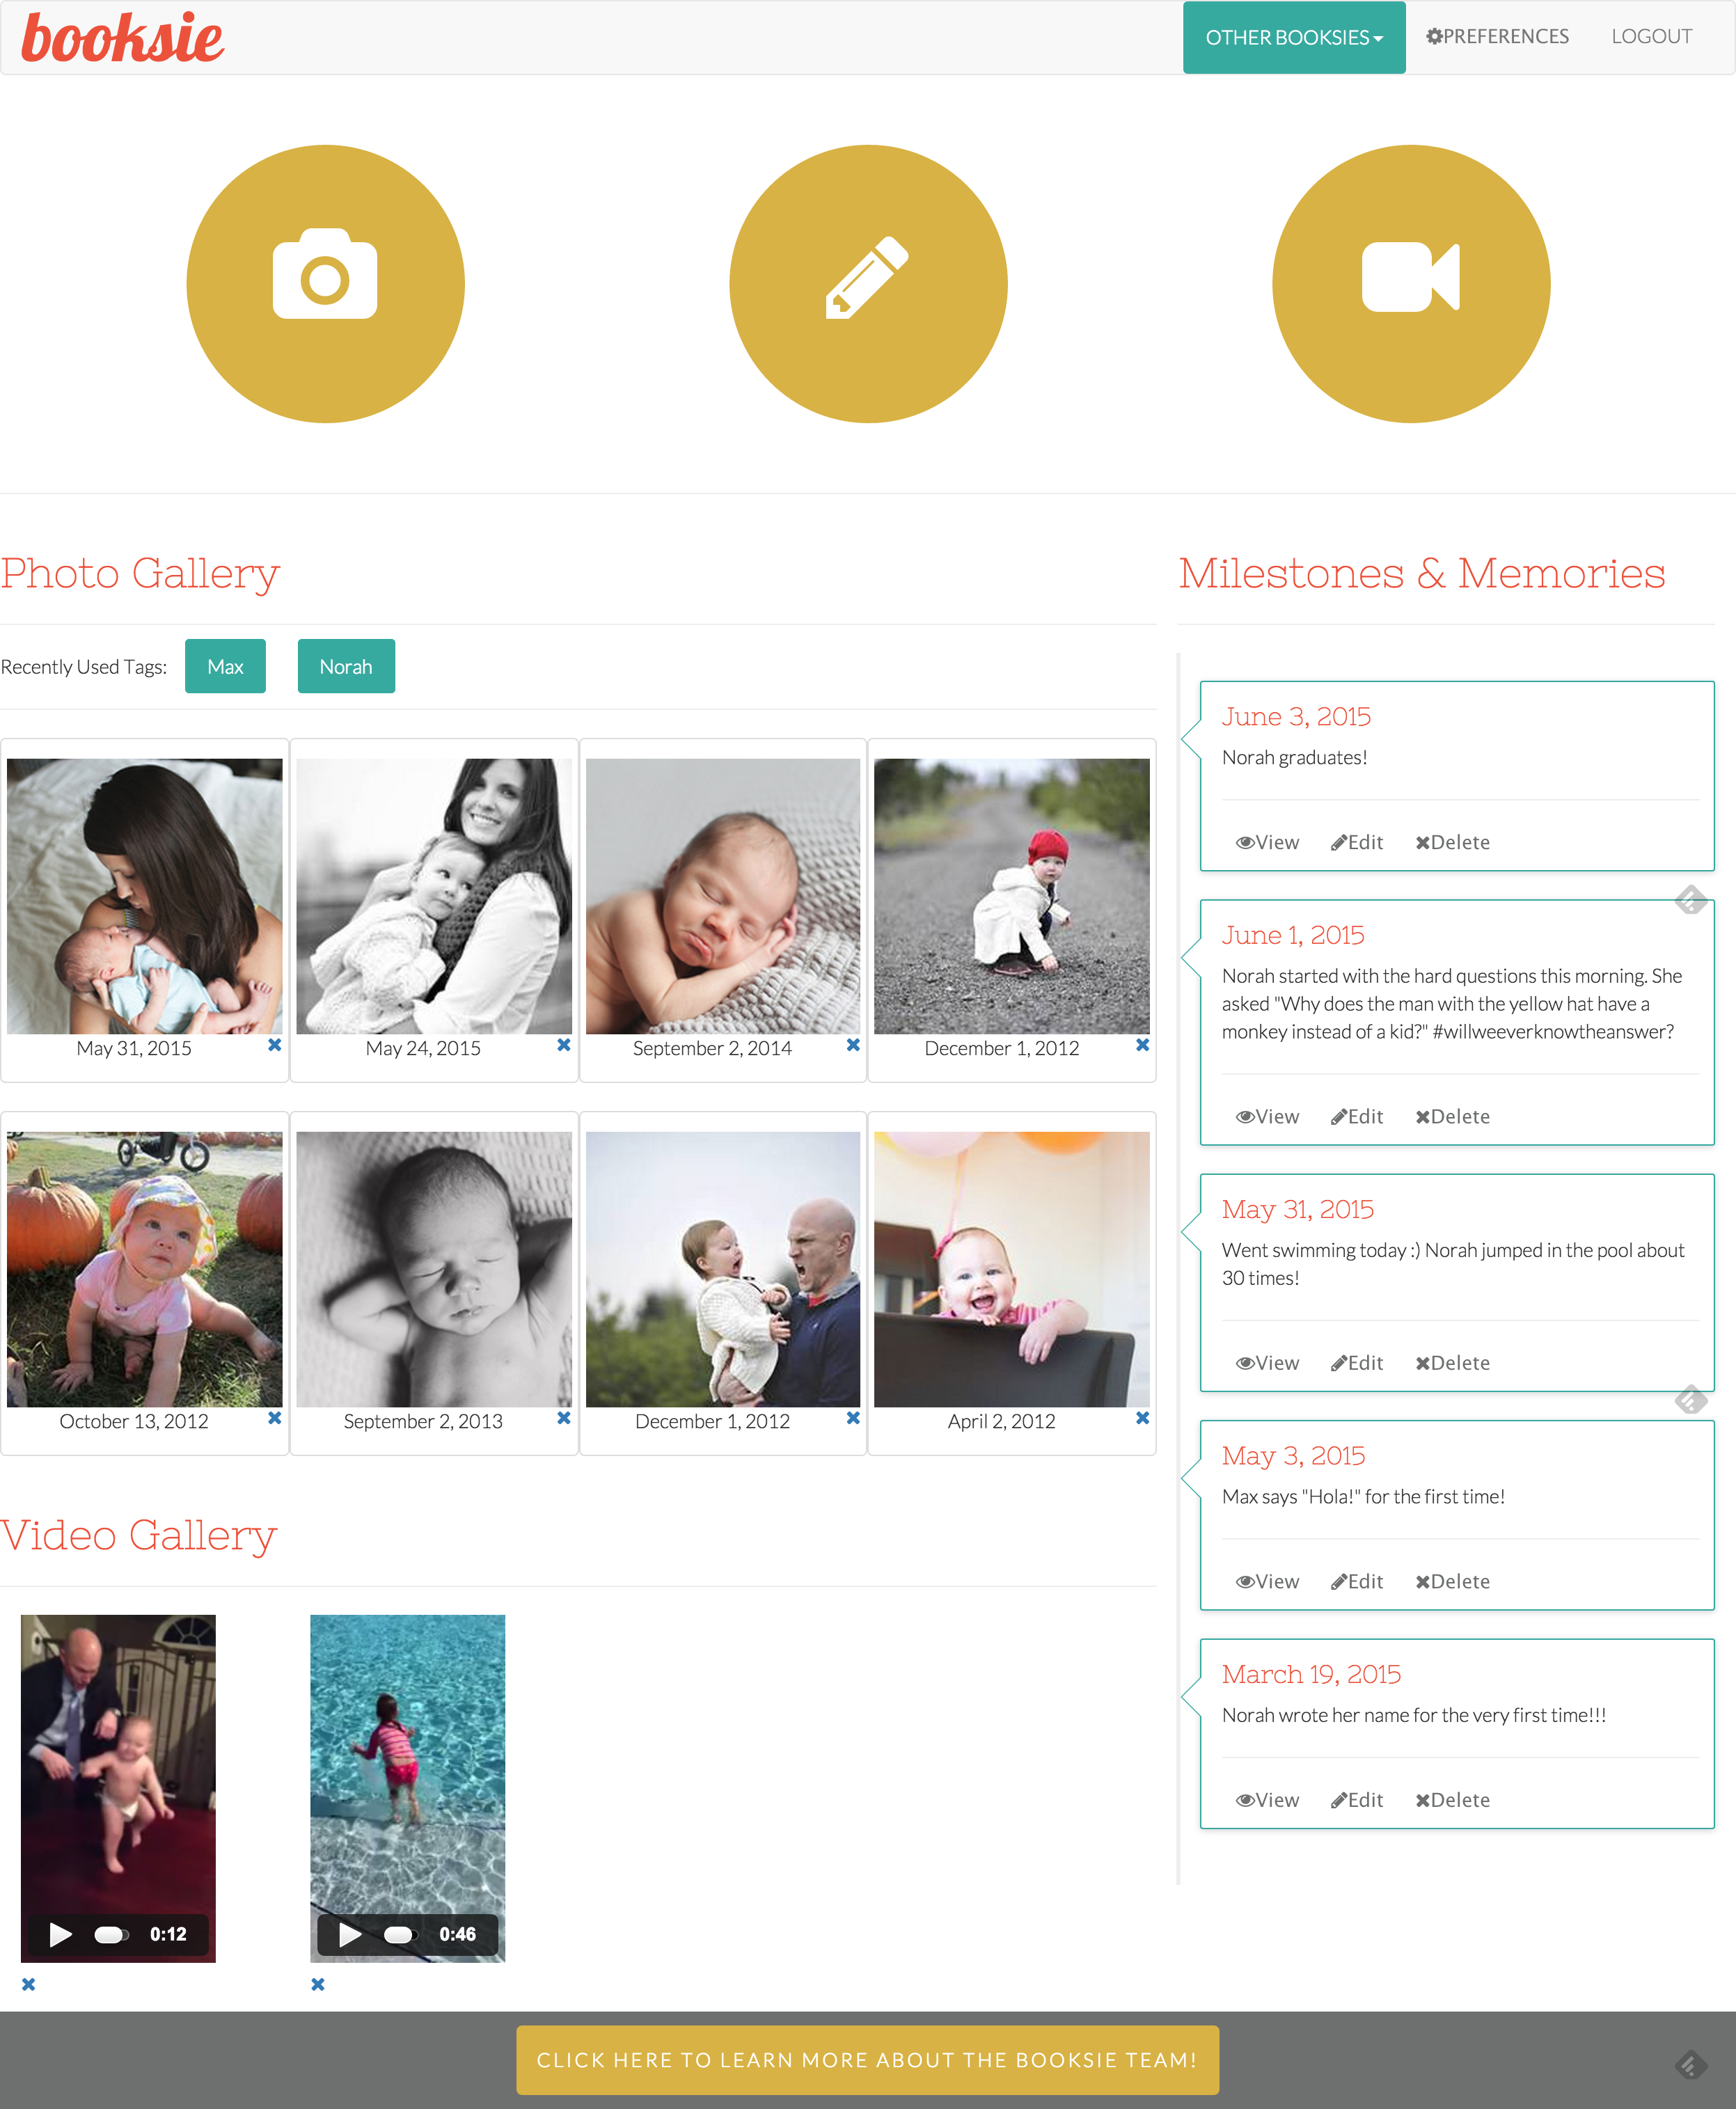 booksie
OTHER BOOKSIES
PREFERENCES
LOGOUT
Photo Gallery
Recently Used Tags:
Max
Norah
May 31, 2015
May 24, 2015
September 2, 2014
December 1, 2012
October 13, 2012
September 2, 2013
December 1, 2012
April 2, 2012
Video Gallery
0:12
0:46
Milestones & Memories
June 3, 2015
Norah graduates!
View Edit Delete
June 1, 2015
Norah started with the hard questions this morning. She
asked "Why does the man with the yellow hat have a
monkey instead of a kid?" #willweeverknowtheanswer?
View Edit Delete
May 31, 2015
Went swimming today :) Norah jumped in the pool about
30 times!
View Edit Delete
May 3, 2015
Max says "Hola!" for the first time!
View Edit Delete
March 19, 2015
Norah wrote her name for the very first time!!!
View Edit Delete
CLICK HERE TO LEARN MORE ABOUT THE BOOKSIE TEAM!